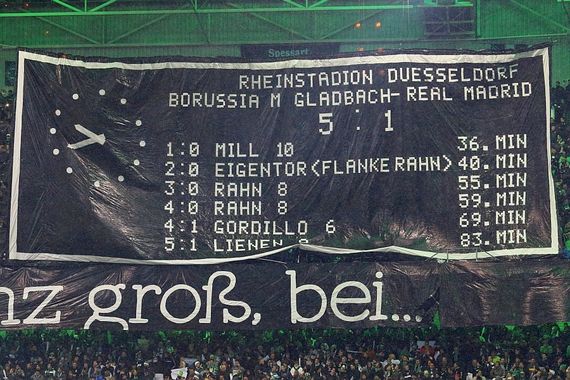 Spessart
RHEINSTADION DUESSELDORF
BORUSSIA M GLADBACH-REAL MADRID
5 : 1
1:0 MILL 10 36.MIN
2:0 EIGENTOR(FLANKE RAHN) 40.MIN
3:0 RAHN 8 55.MIN
4:0 RAHN 8 59.MIN
4:1 GORDILLO 6 69.MIN
5:1 LIENEN 83.MIN
nz groß, bei...